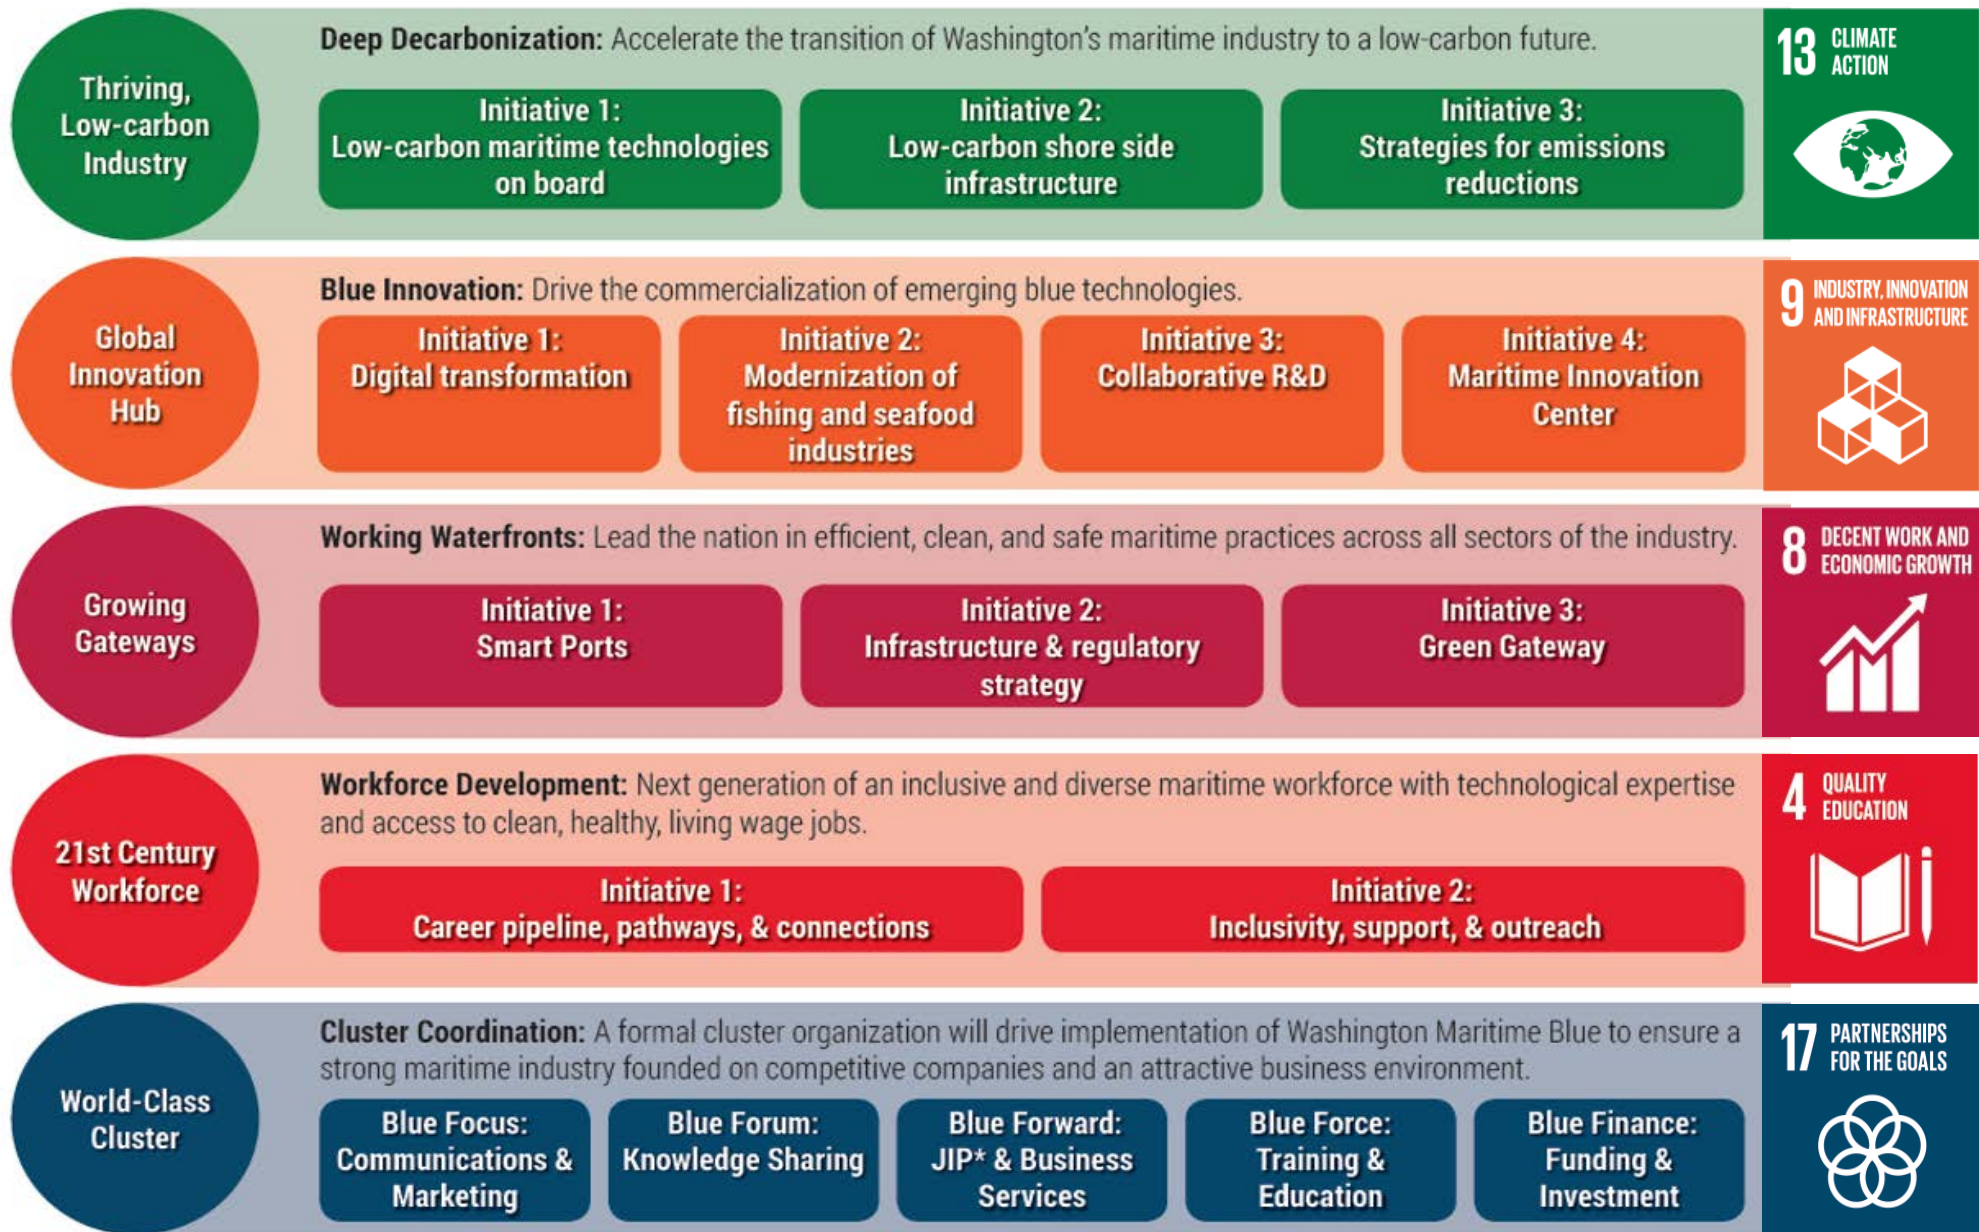 Thriving,
Low-carbon
Industry
Deep Decarbonization: Accelerate the transition of Washington's maritime industry to a low-carbon future.
Initiative 1:
Low-carbon maritime technologies
on board
Initiative 2:
Low-carbon shore side
infrastructure
Initiative 3:
Strategies for emissions
reductions
13 CLIMATE
ACTION
Global
Innovation
Hub
Blue Innovation: Drive the commercialization of emerging blue technologies.
Initiative 1:
Digital transformation
Initiative 2:
Modernization of
fishing and seafood
industries
Initiative 3:
Collaborative R&D
Initiative 4:
Maritime Innovation
Center
9 INDUSTRY, INNOVATION
AND INFRASTRUCTURE
Growing
Gateways
Working Waterfronts: Lead the nation in efficient, clean, and safe maritime practices across all sectors of the industry.
Initiative 1:
Smart Ports
Initiative 2:
Infrastructure & regulatory
strategy
Initiative 3:
Green Gateway
8 DECENT WORK AND
ECONOMIC GROWTH
21st Century
Workforce
Workforce Development: Next generation of an inclusive and diverse maritime workforce with technological expertise
and access to clean, healthy, living wage jobs.
Initiative 1:
Career pipeline, pathways, & connections
Initiative 2:
Inclusivity, support, & outreach
4 QUALITY
EDUCATION
World-Class
Cluster
Cluster Coordination: A formal cluster organization will drive implementation of Washington Maritime Blue to ensure a
strong maritime industry founded on competitive companies and an attractive business environment.
Blue Focus:
Communications &
Marketing
Blue Forum:
Knowledge Sharing
Blue Forward:
JIP* & Business
Services
Blue Force:
Training &
Education
Blue Finance:
Funding &
Investment
17 PARTNERSHIPS
FOR THE GOALS